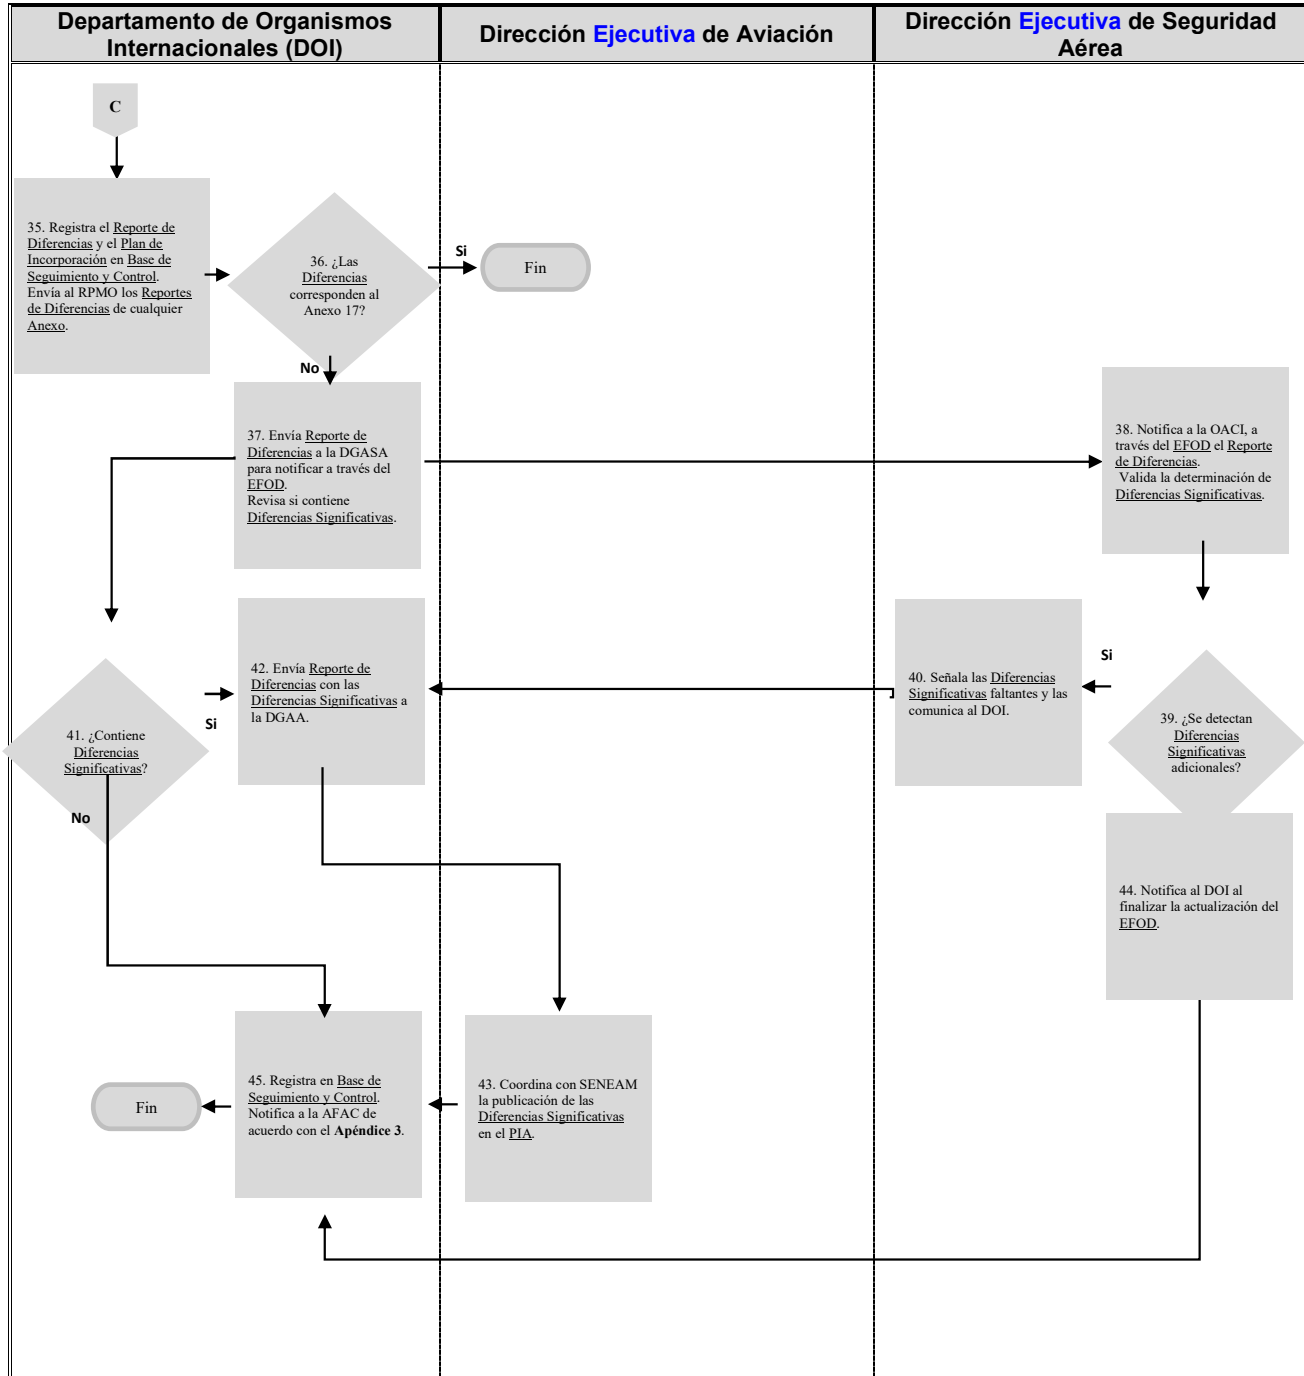 Departamento de Organismos
Internacionales (DOI)
Dirección Ejecutiva de Aviación
Dirección Ejecutiva de Seguridad
Aérea
C
35. Registra el Reporte de
Diferencias y el Plan de
Incorporación en Base de
Seguimiento y Control.
Envía al RPMO los Reportes
de Diferencias de cualquier
Anexo.
36. ¿Las
Diferencias
corresponden al
Anexo 17?
Si
Fin
No
37. Envía Reporte de
Diferencias a la DGASA
para notificar a través del
EFOD.
Revisa si contiene
Diferencias Significativas.
38. Notifica a la OACI, a
través del EFOD el Reporte
de Diferencias.
Valida la determinación de
Diferencias Significativas.
Si
39. ¿Se detectan
Diferencias
Significativas
adicionales?
40. Señala las Diferencias
Significativas faltantes y las
comunica al DOI.
42. Envía Reporte de
Diferencias con las
Diferencias Significativas a
la DGAA.
Si
41. ¿Contiene
Diferencias
Significativas?
No
44. Notifica al DOI al
finalizar la actualización del
EFOD.
43. Coordina con SENEAM
la publicación de las
Diferencias Significativas
en el PIA.
45. Registra en Base de
Seguimiento y Control.
Notifica a la AFAC de
acuerdo con el Apéndice 3.
Fin